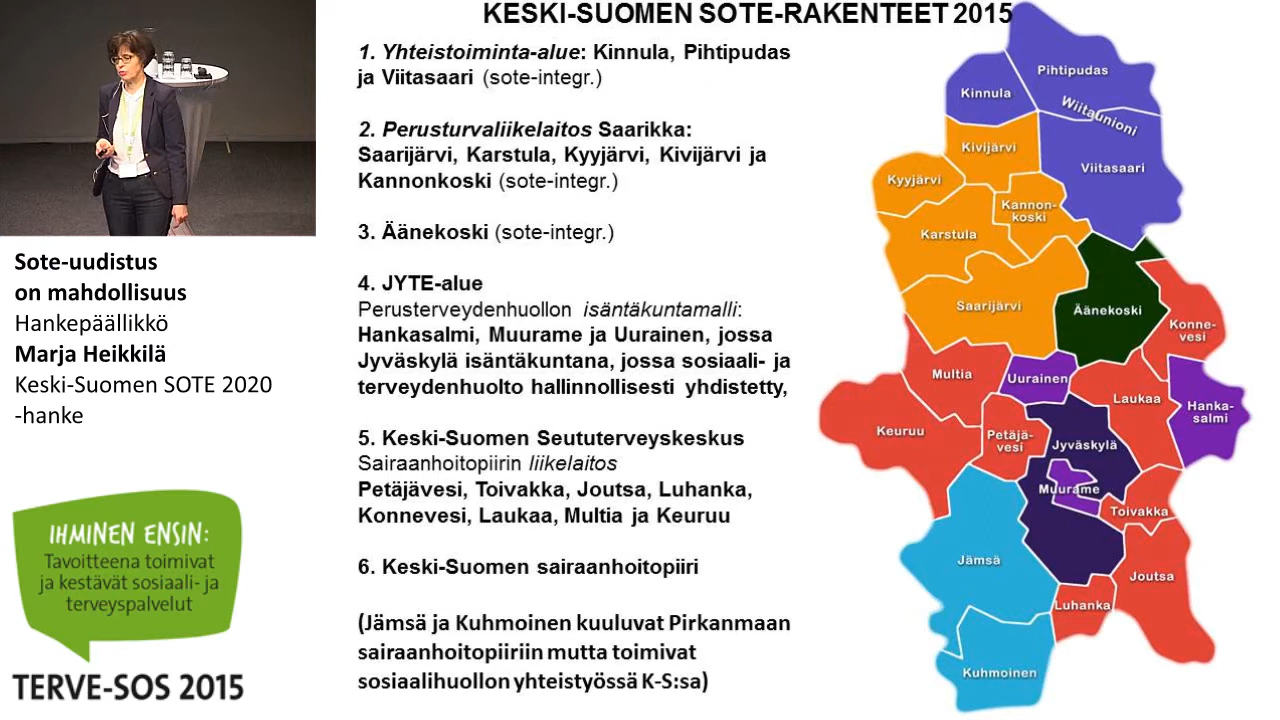 KESKI-SUOMEN SOTE-RAKENTEET 2015
1. Yhteistoiminta-alue: Kinnula, Pihtipudas
ja Viitasaari (sote-integr.)
2. Perusturvaliikelaitos Saarikka:
Saarijärvi, Karstula, Kyyjärvi, Kivijärvi ja
Kannonkoski (sote-integr.)
3. Äänekoski (sote-integr.)
4. JYTE-alue
Perusterveydenhuollon isäntäkuntamalli:
Hankasalmi, Muurame ja Uurainen, jossa
Jyväskylä isäntäkuntana, jossa sosiaali- ja
terveydenhuolto hallinnollisesti yhdistetty,
5. Keski-Suomen Seututerveyskeskus
Sairaanhoitopiirin liikelaitos
Petäjävesi, Toivakka, Joutsa, Luhanka,
Konnevesi, Laukaa, Multia ja Keuruu
6. Keski-Suomen sairaanhoitopiiri
(Jämsä ja Kuhmoinen kuuluvat Pirkanmaan
sairaanhoitopiiriin mutta toimivat
sosiaalihuollon yhteistyössä K-S:sa)
Sote-uudistus
on mahdollisuus
Hankepäällikkö
Marja Heikkilä
Keski-Suomen SOTE 2020
-hanke
IHMINEN ENSIN:
Tavoitteena toimivat
ja kestävät sosiaali- ja
terveyspalvelut
TERVE-SOS 2015
Pihtipudas
Kinnula
Wiitaunioni
Kivijärvi
Viitasaari
Kyyjärvi
Kannon-
koski
Karstula
Saarijärvi
Äänekoski
Konne-
vesi
Multia
Uurainen
Laukaa
Hanka-
salmi
Keuruu
Petäjä-
vesi
Jyväskylä
Muurame
Toivakka
Jämsä
Joutsa
Luhanka
Kuhmoinen